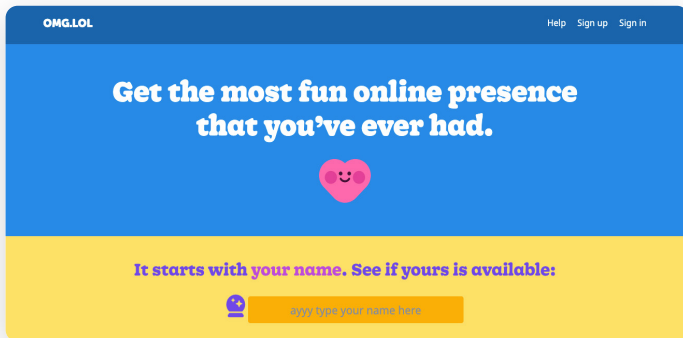 OMG.LOL
Help Sign up Sign in
Get the most fun online presence
that you’ve ever had.
It starts with your name. See if yours is available:
ayyy type your name here